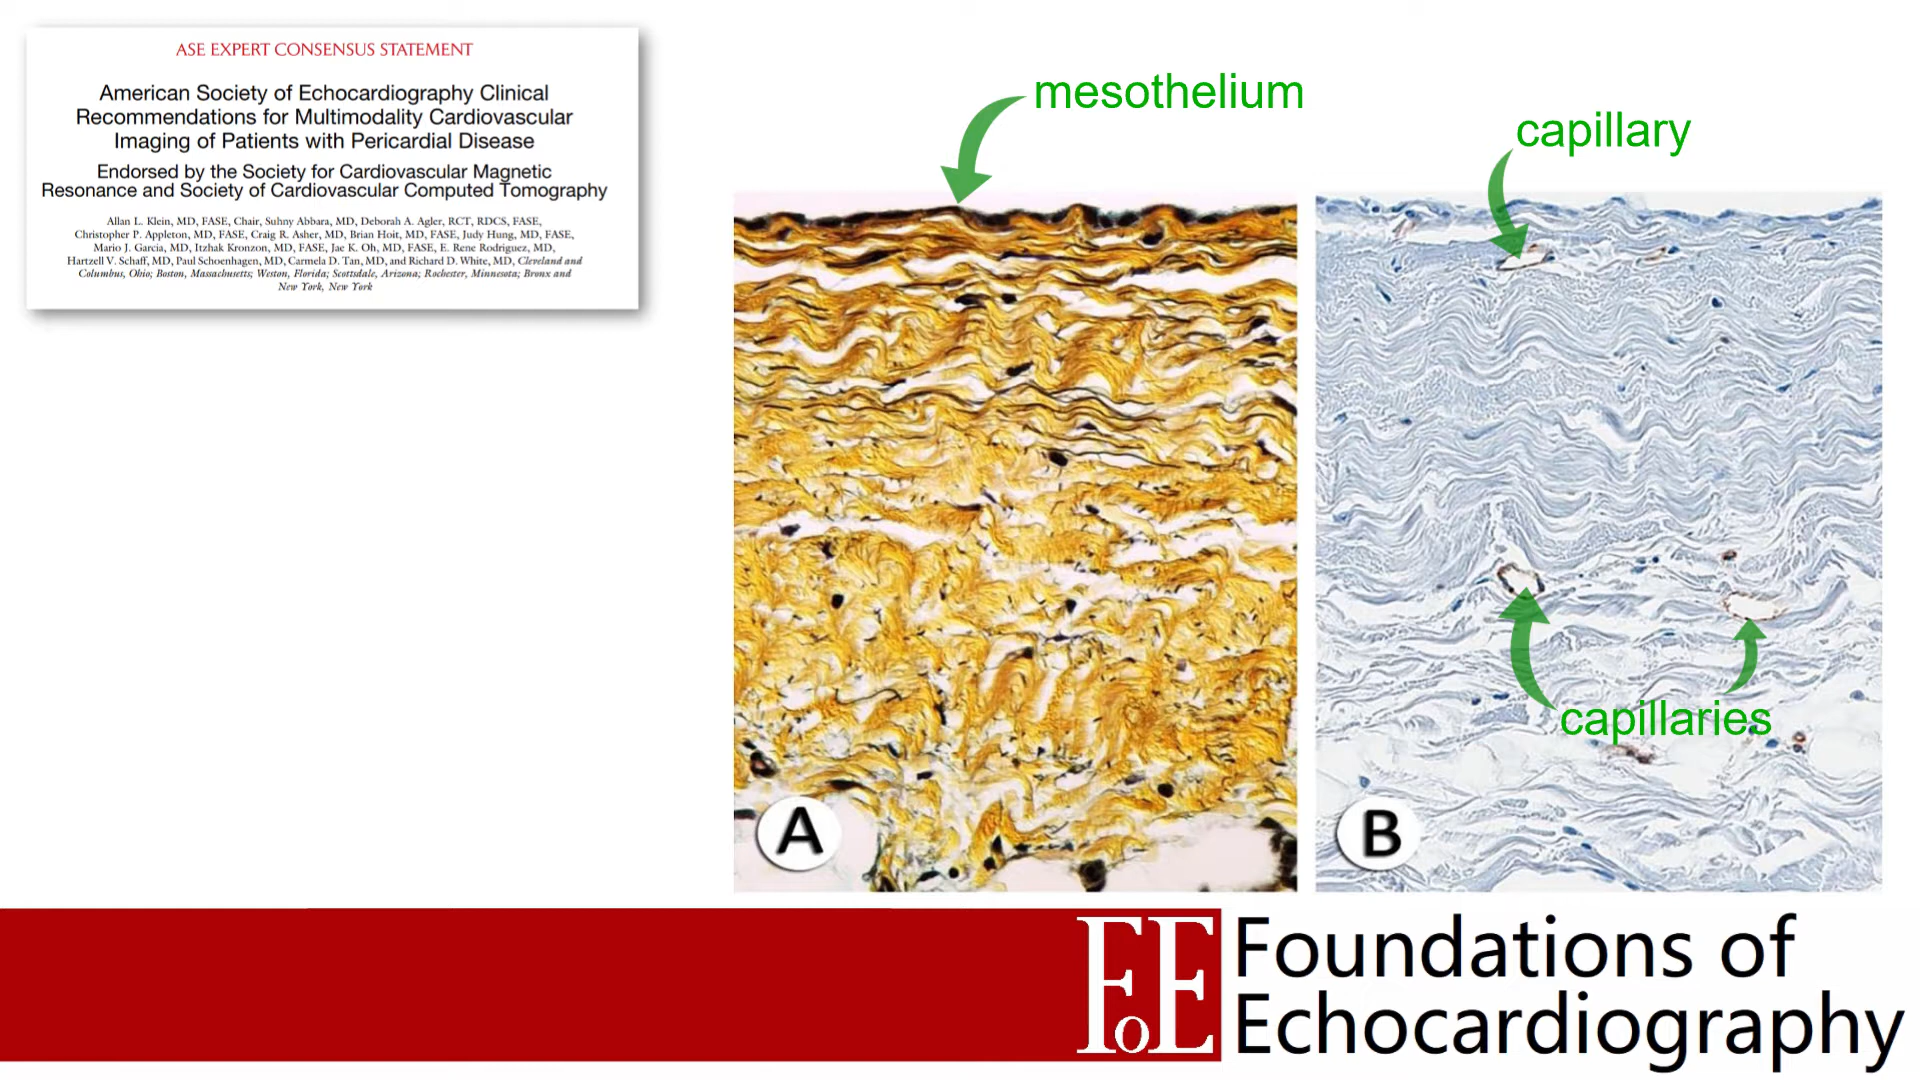 ASE EXPERT CONSENSUS STATEMENT
American Society of Echocardiography Clinical
Recommendations for Multimodality Cardiovascular
Imaging of Patients with Pericardial Disease
Endorsed by the Society for Cardiovascular Magnetic
Resonance and Society of Cardiovascular Computed Tomography
Allan L. Klein, MD, FASE, Chair, Suhny Abbara, MD, Deborah A. Agler, RCT, RDCS, FASE,
Christopher P. Appleton, MD, FASE, Craig R. Asher, MD, Brian Hoit, MD, FASE, Judy Hung, MD, FASE,
Mario J. Garcia, MD, Itzhak Kronzon, MD, FASE, Jae K. Oh, MD, FASE, E. Rene Rodriguez, MD,
Hartzell V. Schaff, MD, Paul Schoenhagen, MD, Carmela D. Tan, MD, and Richard D. White, MD, Cleveland and
Columbus, Ohio; Boston, Massachusetts; Weston, Florida; Scottsdale, Arizona; Rochester, Minnesota; Bronx and
New York, New York
mesothelium
capillary
capillaries
A
B
FoE
Foundations of
Echocardiography